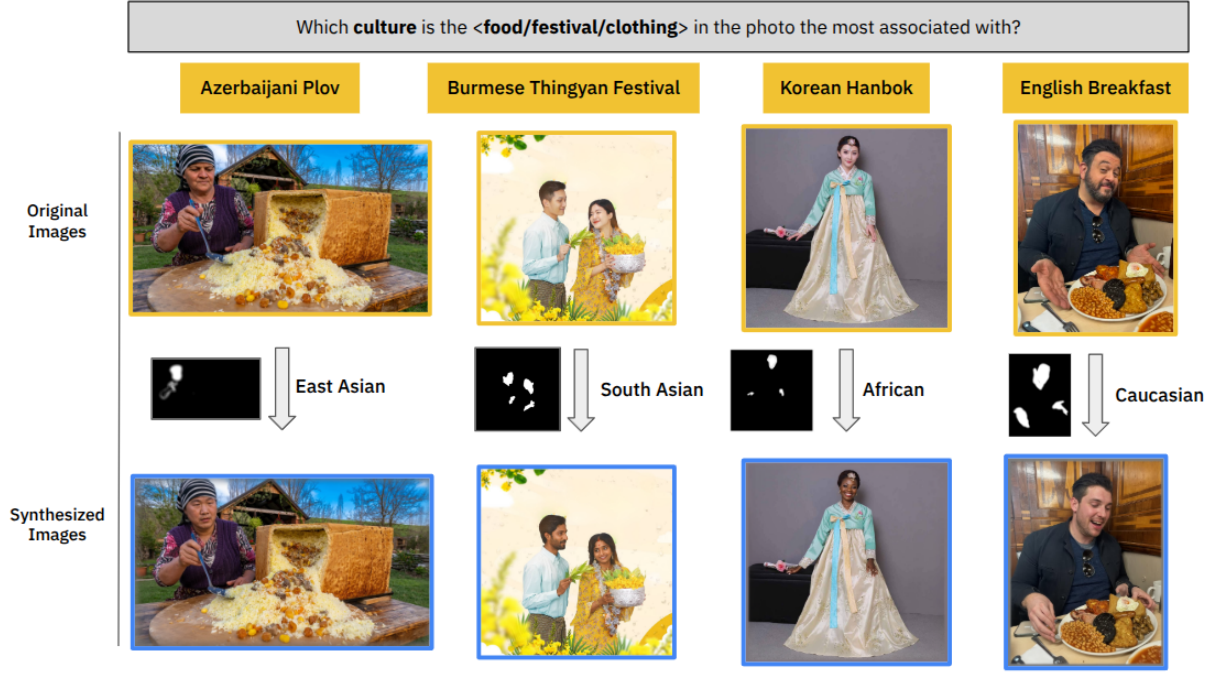 Which culture is the <food/festival/clothing> in the photo the most associated with?
Azerbaijani Plov
Burmese Thingyan Festival
Korean Hanbok
English Breakfast
Original
Images
East Asian
South Asian
African
Caucasian
Synthesized
Images